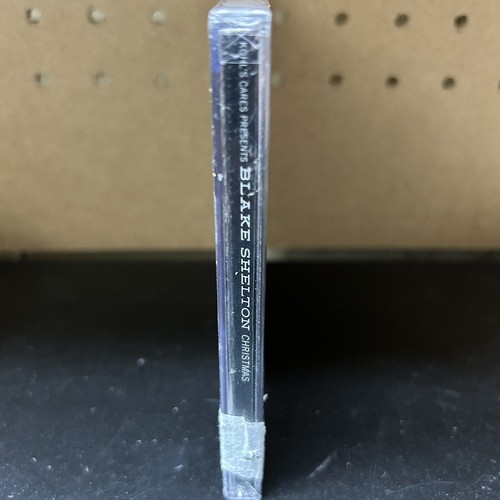 KOHL'S CARES PRESENTS BLAKE SHELTON CHRISTMAS